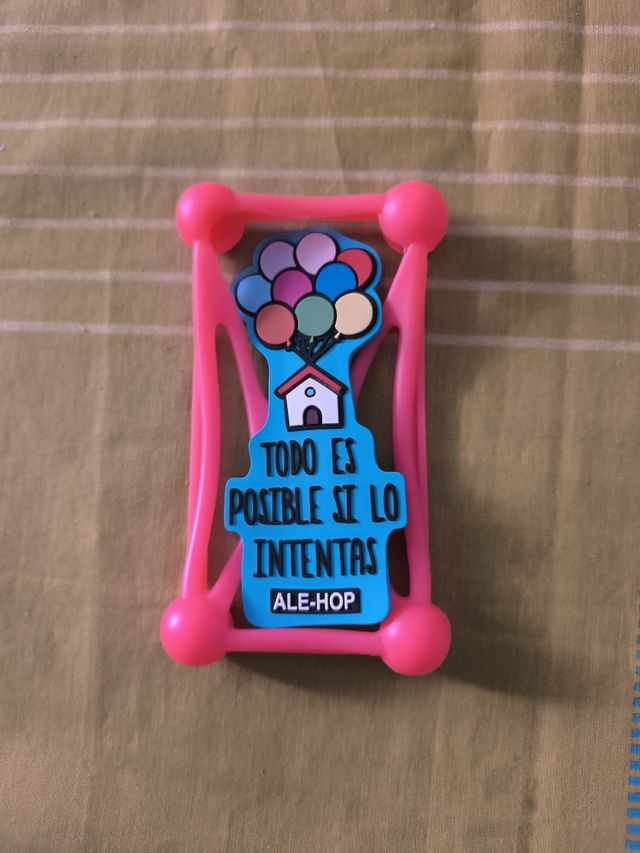 TODO ES
POSIBLE SI LO
INTENTAS
ALE-HOP